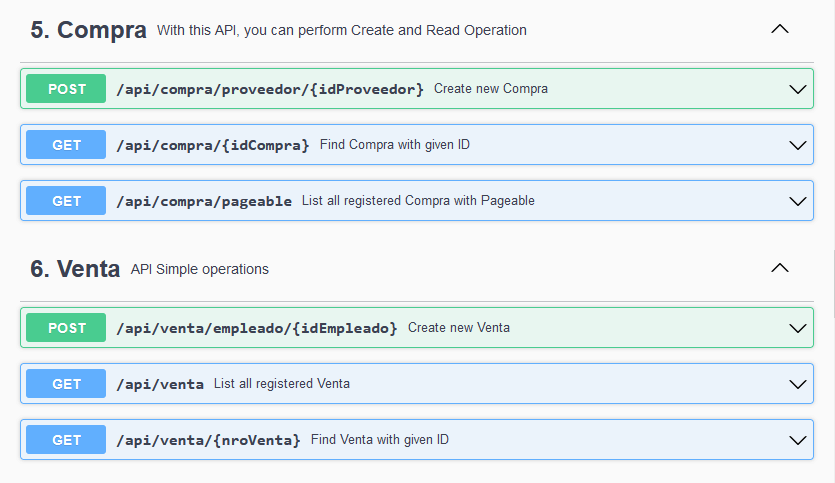 5. Compra With this API, you can perform Create and Read Operation
POST /api/compra/proveedor/{idProveedor} Create new Compra
GET /api/compra/{idCompra} Find Compra with given ID
GET /api/compra/pageable List all registered Compra with Pageable
6. Venta API Simple operations
POST /api/venta/empleado/{idEmpleado} Create new Venta
GET /api/venta List all registered Venta
GET /api/venta/{nroVenta} Find Venta with given ID